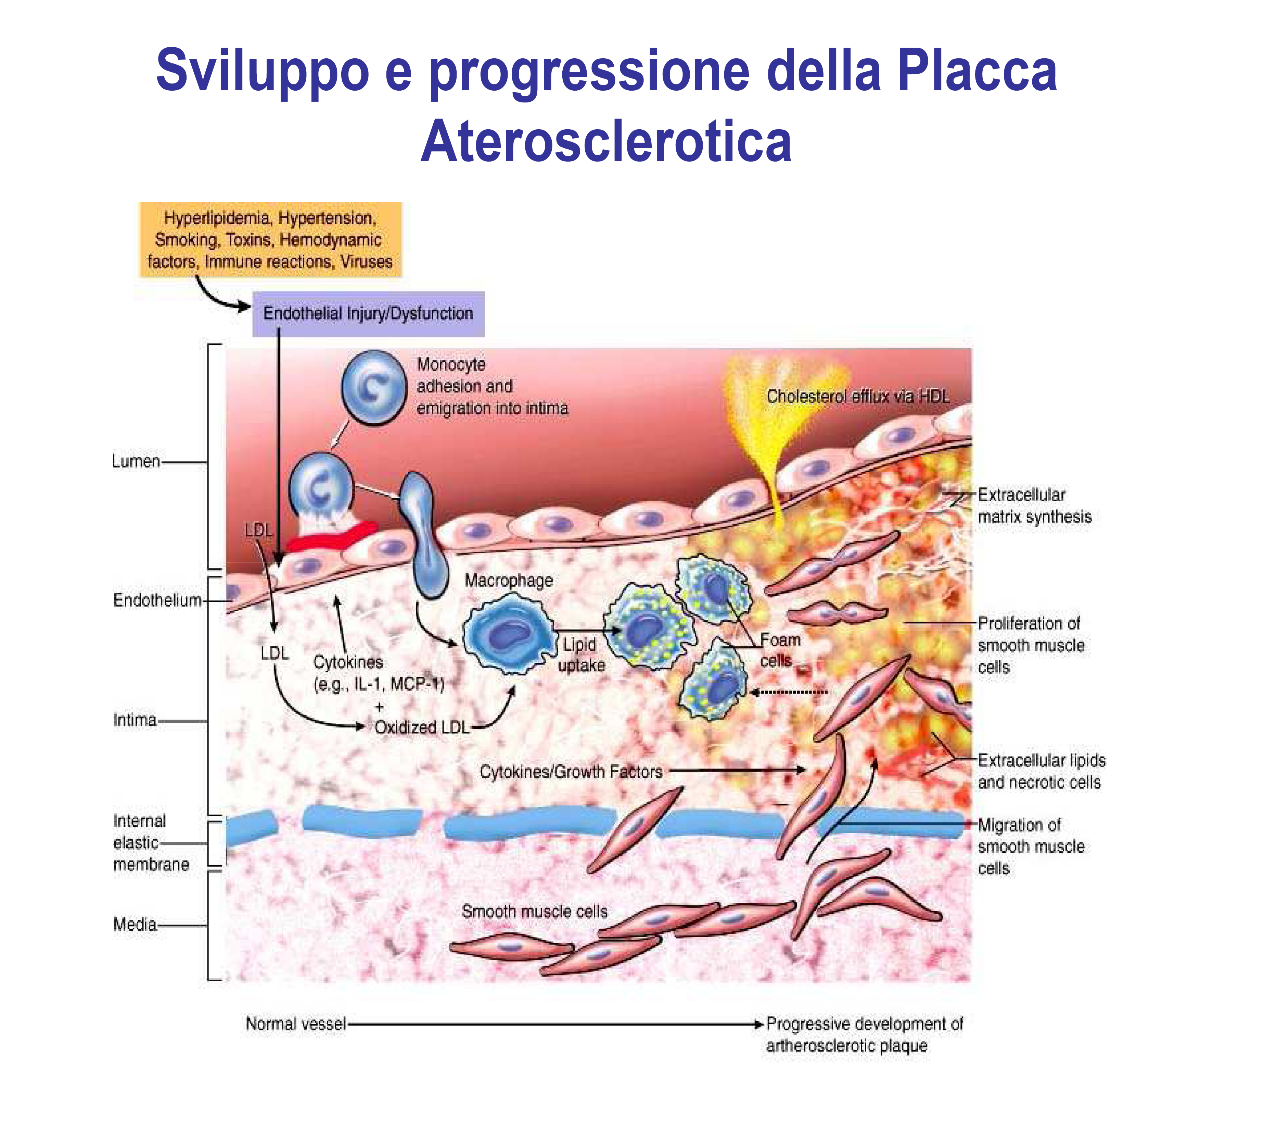 Sviluppo e progressione della Placca
Aterosclerotica
Hyperlipidemia, Hypertension,
Smoking, Toxins, Hemodynamic
factors, Immune reactions, Viruses
Endothelial Injury/Dysfunction
Monocyte
adhesion and
emigration into intima
Cholesterol efflux via HDL
Lumen
LDL
Extracellular
matrix synthesis
Endothelium
Macrophage
LDL
Cytokines
(e.g., IL-1, MCP-1)
+
Oxidized LDL
Lipid
uptake
Foam
cells
Proliferation of
smooth muscle
cells
Intima
Cytokines/Growth Factors
Extracellular lipids
and necrotic cells
Internal
elastic
membrane
Migration of
smooth muscle
cells
Media
Smooth muscle cells
Normal vessel
Progressive development of
artherosclerotic plaque